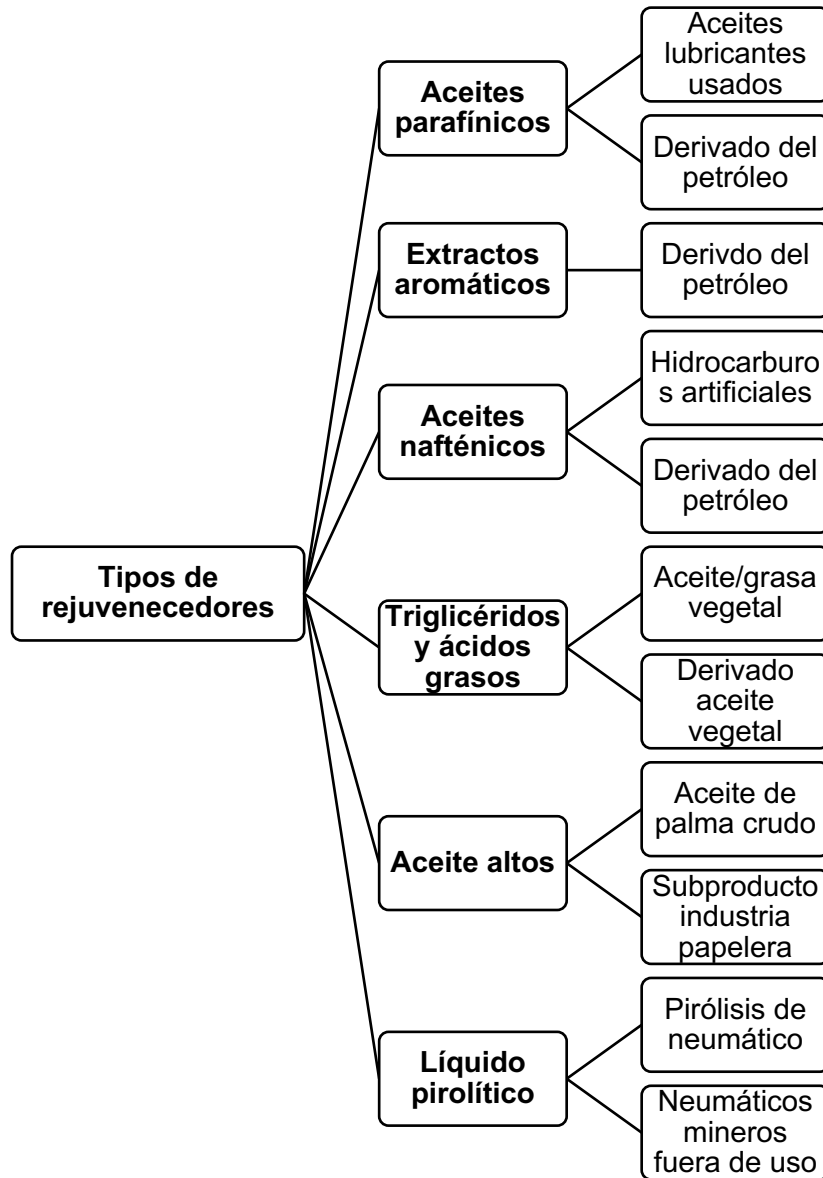 Tipos de
rejuvenecedores
Aceites
parafínicos
Aceites
lubricantes
usados
Derivado del
petróleo
Extractos
aromáticos
Derivdo del
petróleo
Aceites
nafténicos
Hidrocarburo
s artificiales
Derivado del
petróleo
Triglicéridos
y ácidos
grasos
Aceite/grasa
vegetal
Derivado
aceite
vegetal
Aceite altos
Aceite de
palma crudo
Subproducto
industria
papelera
Líquido
pirolítico
Pirólisis de
neumático
Neumáticos
mineros
fuera de uso